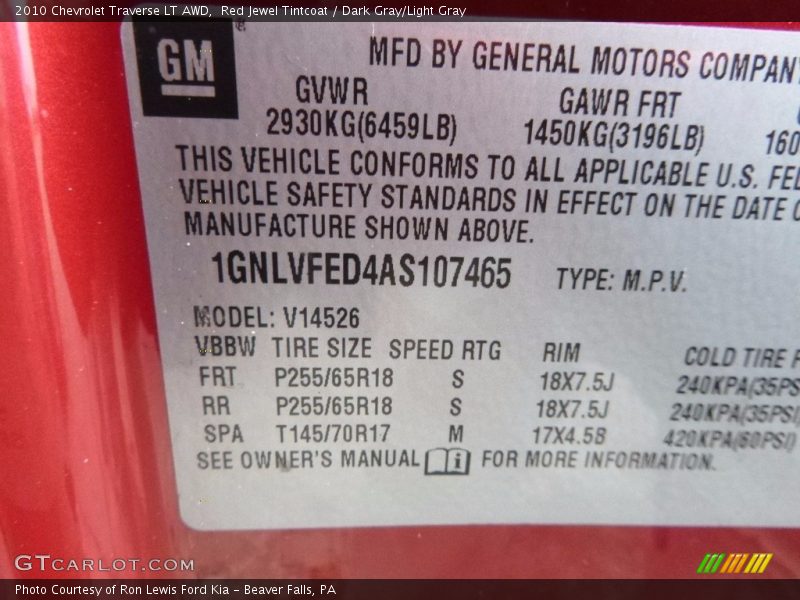 2010 Chevrolet Traverse LT AWD, Red Jewel Tintcoat / Dark Gray/Light Gray
GM
MFD BY GENERAL MOTORS COMPANY
GVWR GAWR FRT
2930KG(6459LB) 1450KG(3196LB) 160
THIS VEHICLE CONFORMS TO ALL APPLICABLE U.S. FED
VEHICLE SAFETY STANDARDS IN EFFECT ON THE DATE O
MANUFACTURE SHOWN ABOVE.
1GNLVFED4AS107465 TYPE: M.P.V.
MODEL: V14526
VBBW TIRE SIZE SPEED RTG RIM COLD TIRE P
FRT P255/65R18 S 18X7.5J 240KPA(35PS
RR P255/65R18 S 18X7.5J 240KPA(35PSI)
SPA T145/70R17 M 17X4.5B 420KPA(60PSI)
SEE OWNER'S MANUAL i FOR MORE INFORMATION.
GTCARLOT.COM
Photo Courtesy of Ron Lewis Ford Kia - Beaver Falls, PA